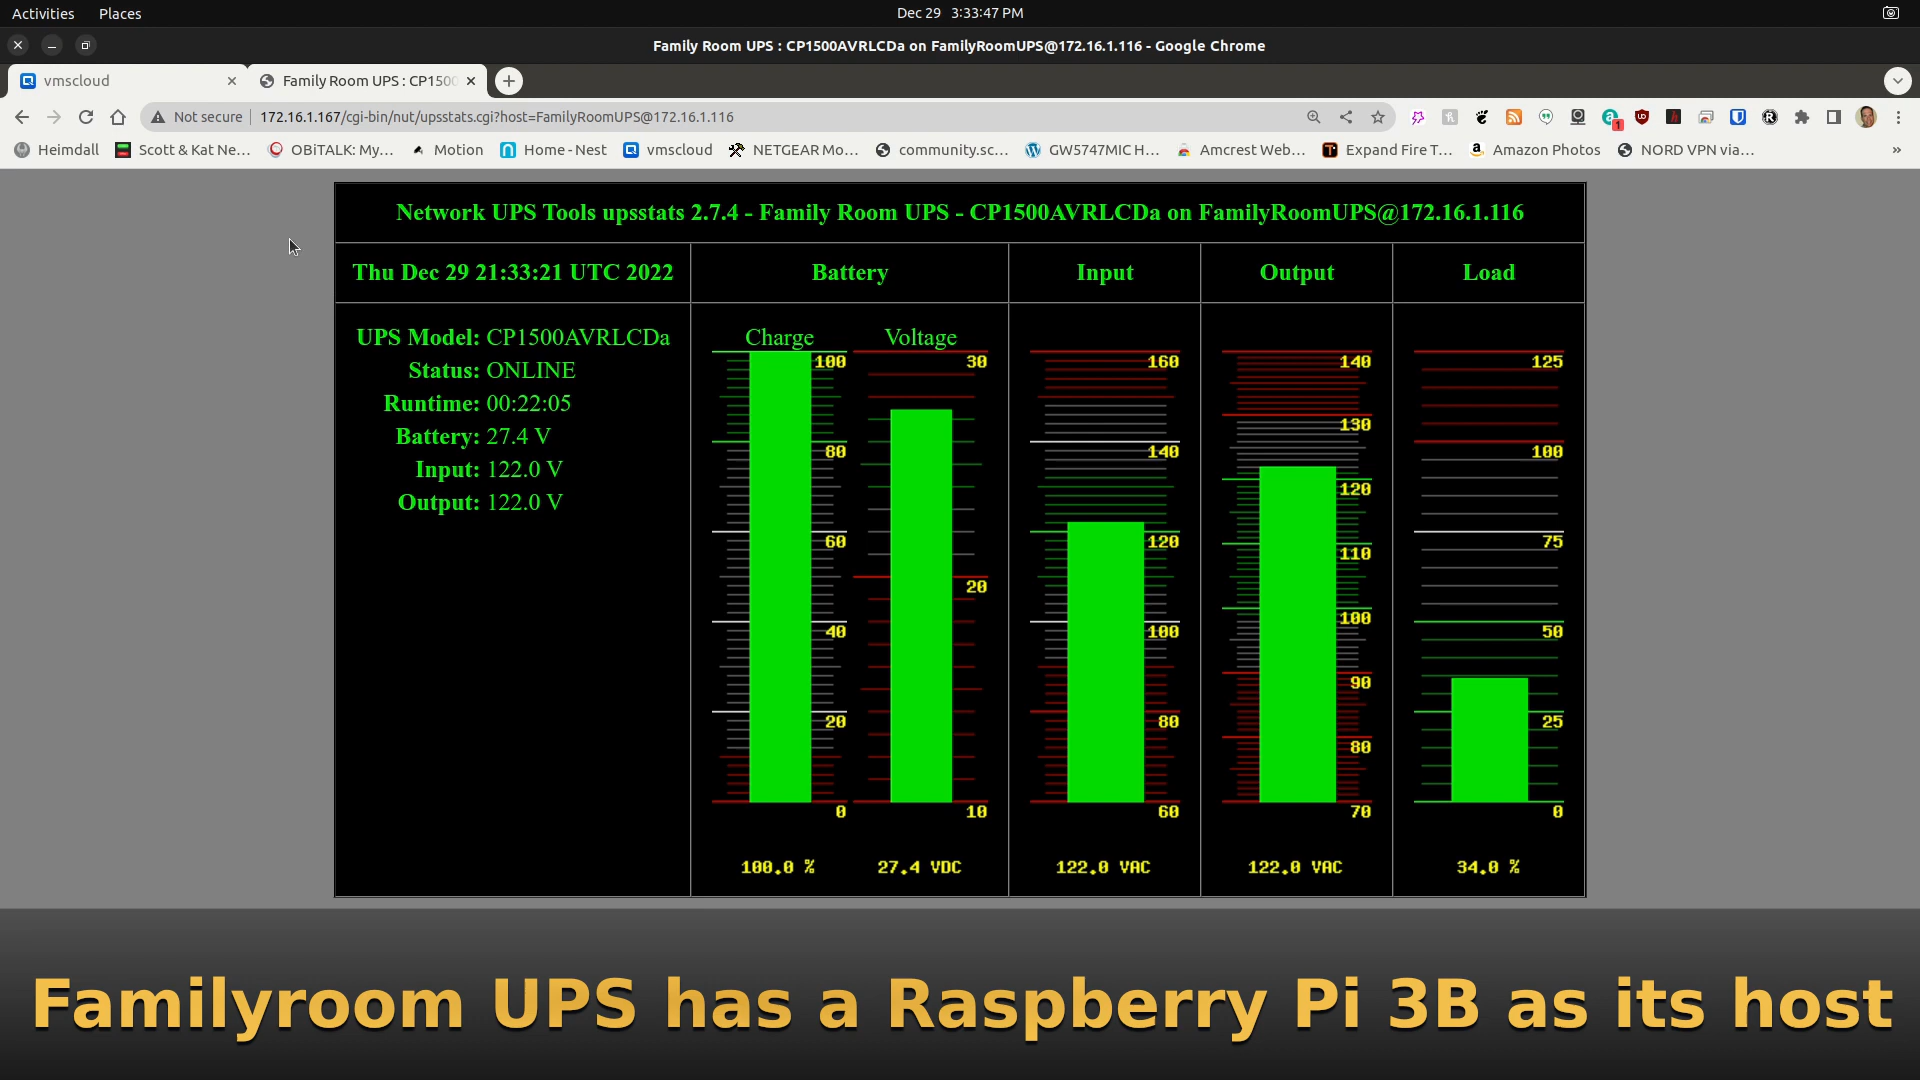 Activities Places Dec 29 3:33:47 PM
Family Room UPS : CP1500AVRLCDa on FamilyRoomUPS@172.16.1.116 - Google Chrome
vmscloud Family Room UPS : CP1500
Not secure 172.16.1.167/cgi-bin/nut/upsstats.cgi?host=FamilyRoomUPS@172.16.1.116
Heimdall Scott & Kat Ne... OBiTALK: My... Motion Home - Nest vmscloud NETGEAR Mo... community.sc... GW5747MIC H... Amcrest Web... Expand Fire T... Amazon Photos NORD VPN via... »
Network UPS Tools upsstats 2.7.4 - Family Room UPS - CP1500AVRLCDa on FamilyRoomUPS@172.16.1.116
Thu Dec 29 21:33:21 UTC 2022 Battery Input Output Load
UPS Model: CP1500AVRLCDa
Status: ONLINE
Runtime: 00:22:05
Battery: 27.4 V
Input: 122.0 V
Output: 122.0 V
Charge
100
80
60
40
20
0
100.0 %
Voltage
30
20
10
27.4 VDC
160
140
120
100
80
60
122.0 VAC
140
130
120
110
100
90
80
70
122.0 VAC
125
100
75
50
25
0
34.0 %
Familyroom UPS has a Raspberry Pi 3B as its host